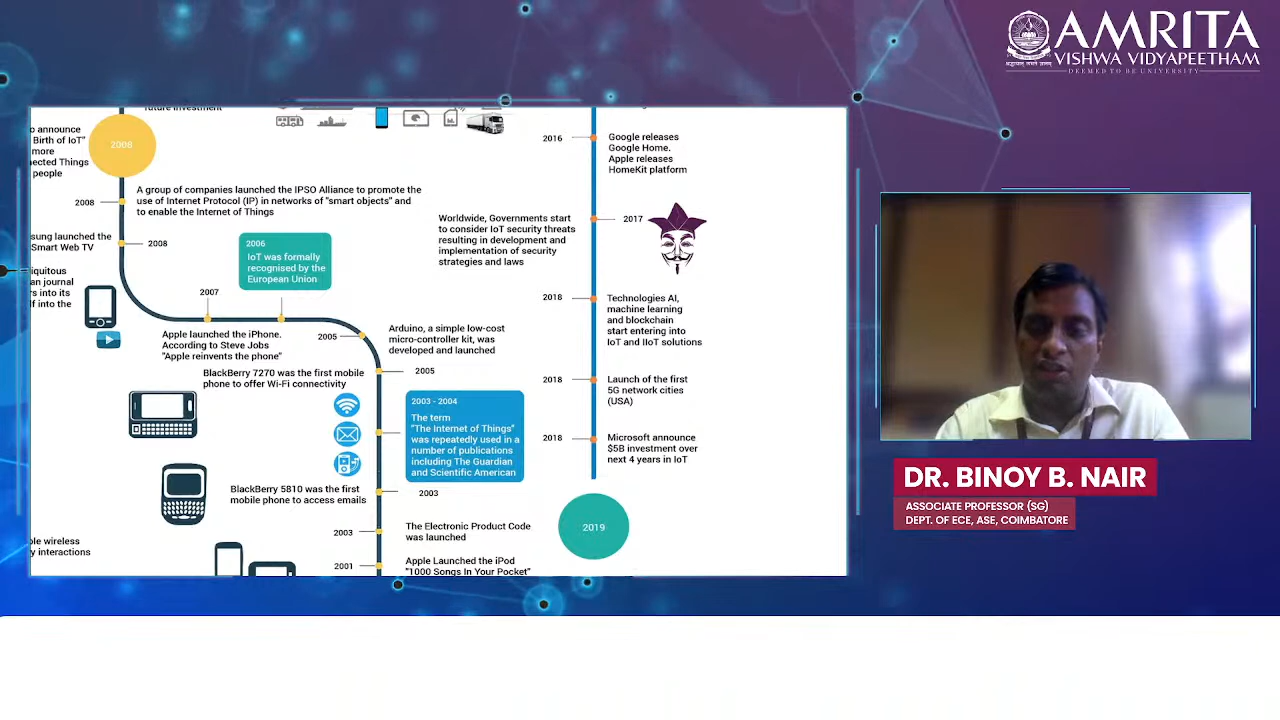 AMRITA
VISHWA VIDYAPEETHAM
DEEMED TO BE UNIVERSITY
future investment
o announce
Birth of IoT"
more
nected Things
people
2008
2008
A group of companies launched the IPSO Alliance to promote the
use of Internet Protocol (IP) in networks of "smart objects" and
to enable the Internet of Things
sung launched the
Smart Web TV
2008
iquitous
an journal
rs into its
lf into the
2006
IoT was formally
recognised by the
European Union
2007
Apple launched the iPhone.
According to Steve Jobs
"Apple reinvents the phone"
2005
Arduino, a simple low-cost
micro-controller kit, was
developed and launched
BlackBerry 7270 was the first mobile
phone to offer Wi-Fi connectivity
2005
2003 - 2004
The term
"The Internet of Things"
was repeatedly used in a
number of publications
including The Guardian
and Scientific American
BlackBerry 5810 was the first
mobile phone to access emails
2003
2003
The Electronic Product Code
was launched
ble wireless
y interactions
2001
Apple Launched the iPod
"1000 Songs In Your Pocket"
2016
Google releases
Google Home.
Apple releases
HomeKit platform
Worldwide, Governments start
to consider IoT security threats
resulting in development and
implementation of security
strategies and laws
2017
2018
Technologies AI,
machine learning
and blockchain
start entering into
IoT and IIoT solutions
2018
Launch of the first
5G network cities
(USA)
2018
Microsoft announce
$5B investment over
next 4 years in IoT
2019
DR. BINOY B. NAIR
ASSOCIATE PROFESSOR (SG)
DEPT. OF ECE, ASE, COIMBATORE